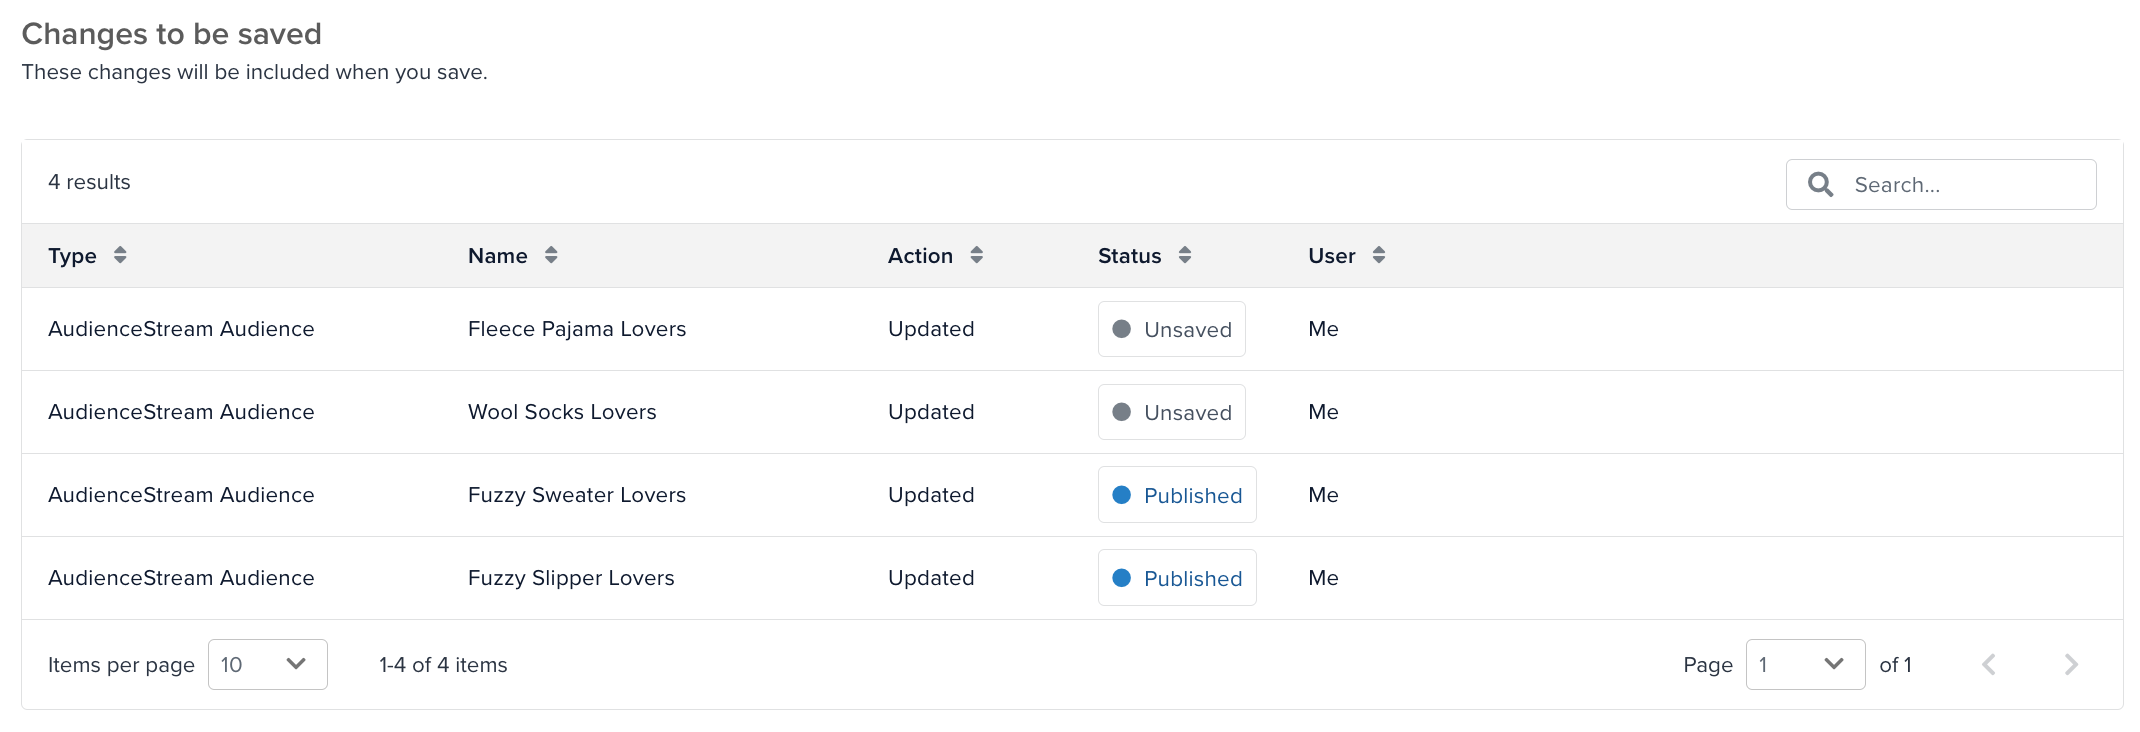 Changes to be saved
These changes will be included when you save.
4 results
Search...
Type Name Action Status User
AudienceStream Audience Fleece Pajama Lovers Updated Unsaved Me
AudienceStream Audience Wool Socks Lovers Updated Unsaved Me
AudienceStream Audience Fuzzy Sweater Lovers Updated Published Me
AudienceStream Audience Fuzzy Slipper Lovers Updated Published Me
Items per page 10 1-4 of 4 items Page 1 of 1